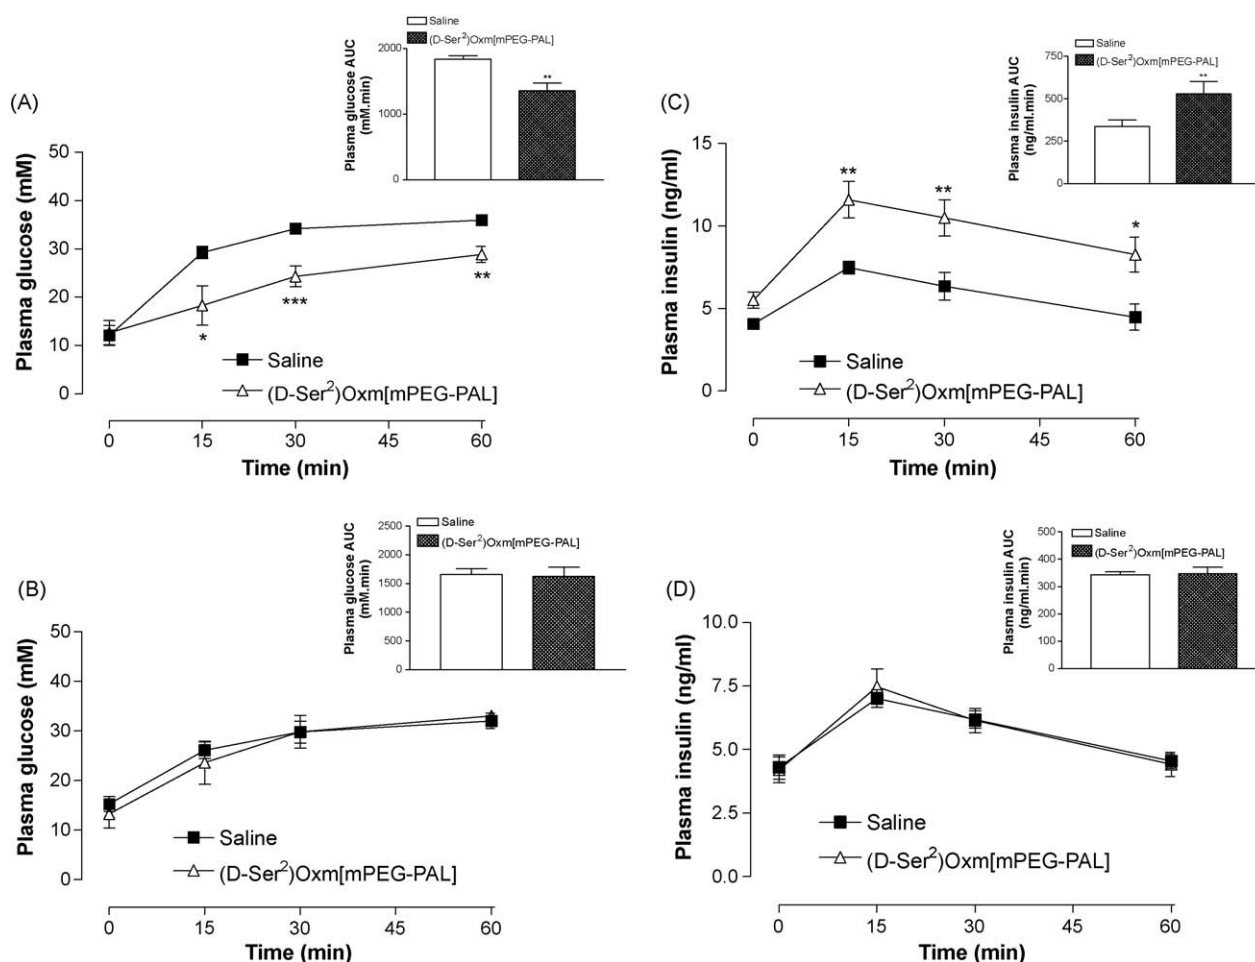 (A)
Saline
(D-Ser²)Oxm[mPEG-PAL]
Plasma glucose AUC
(mM.min)
2000
1000
0
**
Plasma glucose (mM)
50
40
30
20
10
0
*
***
**
Saline
(D-Ser²)Oxm[mPEG-PAL]
0 15 30 45 60
Time (min)
(C)
Saline
(D-Ser²)Oxm[mPEG-PAL]
Plasma insulin AUC
(ng/ml.min)
750
500
250
0
**
Plasma insulin (ng/ml)
15
10
5
0
**
**
*
Saline
(D-Ser²)Oxm[mPEG-PAL]
0 15 30 45 60
Time (min)
(B)
Saline
(D-Ser²)Oxm[mPEG-PAL]
Plasma glucose AUC
(mM.min)
2500
2000
1500
1000
500
0
Plasma glucose (mM)
50
40
30
20
10
0
Saline
(D-Ser²)Oxm[mPEG-PAL]
0 15 30 45 60
Time (min)
(D)
Saline
(D-Ser²)Oxm[mPEG-PAL]
Plasma insulin AUC
(ng/ml.min)
500
400
300
200
100
0
Plasma insulin (ng/ml)
10.0
7.5
5.0
2.5
0.0
Saline
(D-Ser²)Oxm[mPEG-PAL]
0 15 30 45 60
Time (min)